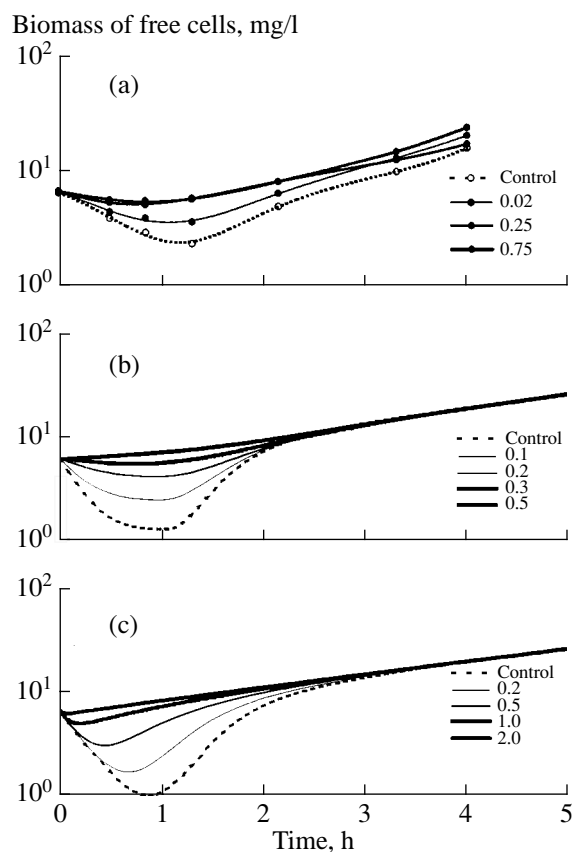 Biomass of free cells, mg/l
10²
(a)
10¹
Control
0.02
0.25
0.75
10⁰
10²
(b)
10¹
Control
0.1
0.2
0.3
0.5
10⁰
10²
(c)
10¹
Control
0.2
0.5
1.0
2.0
10⁰
0 1 2 3 4 5
Time, h